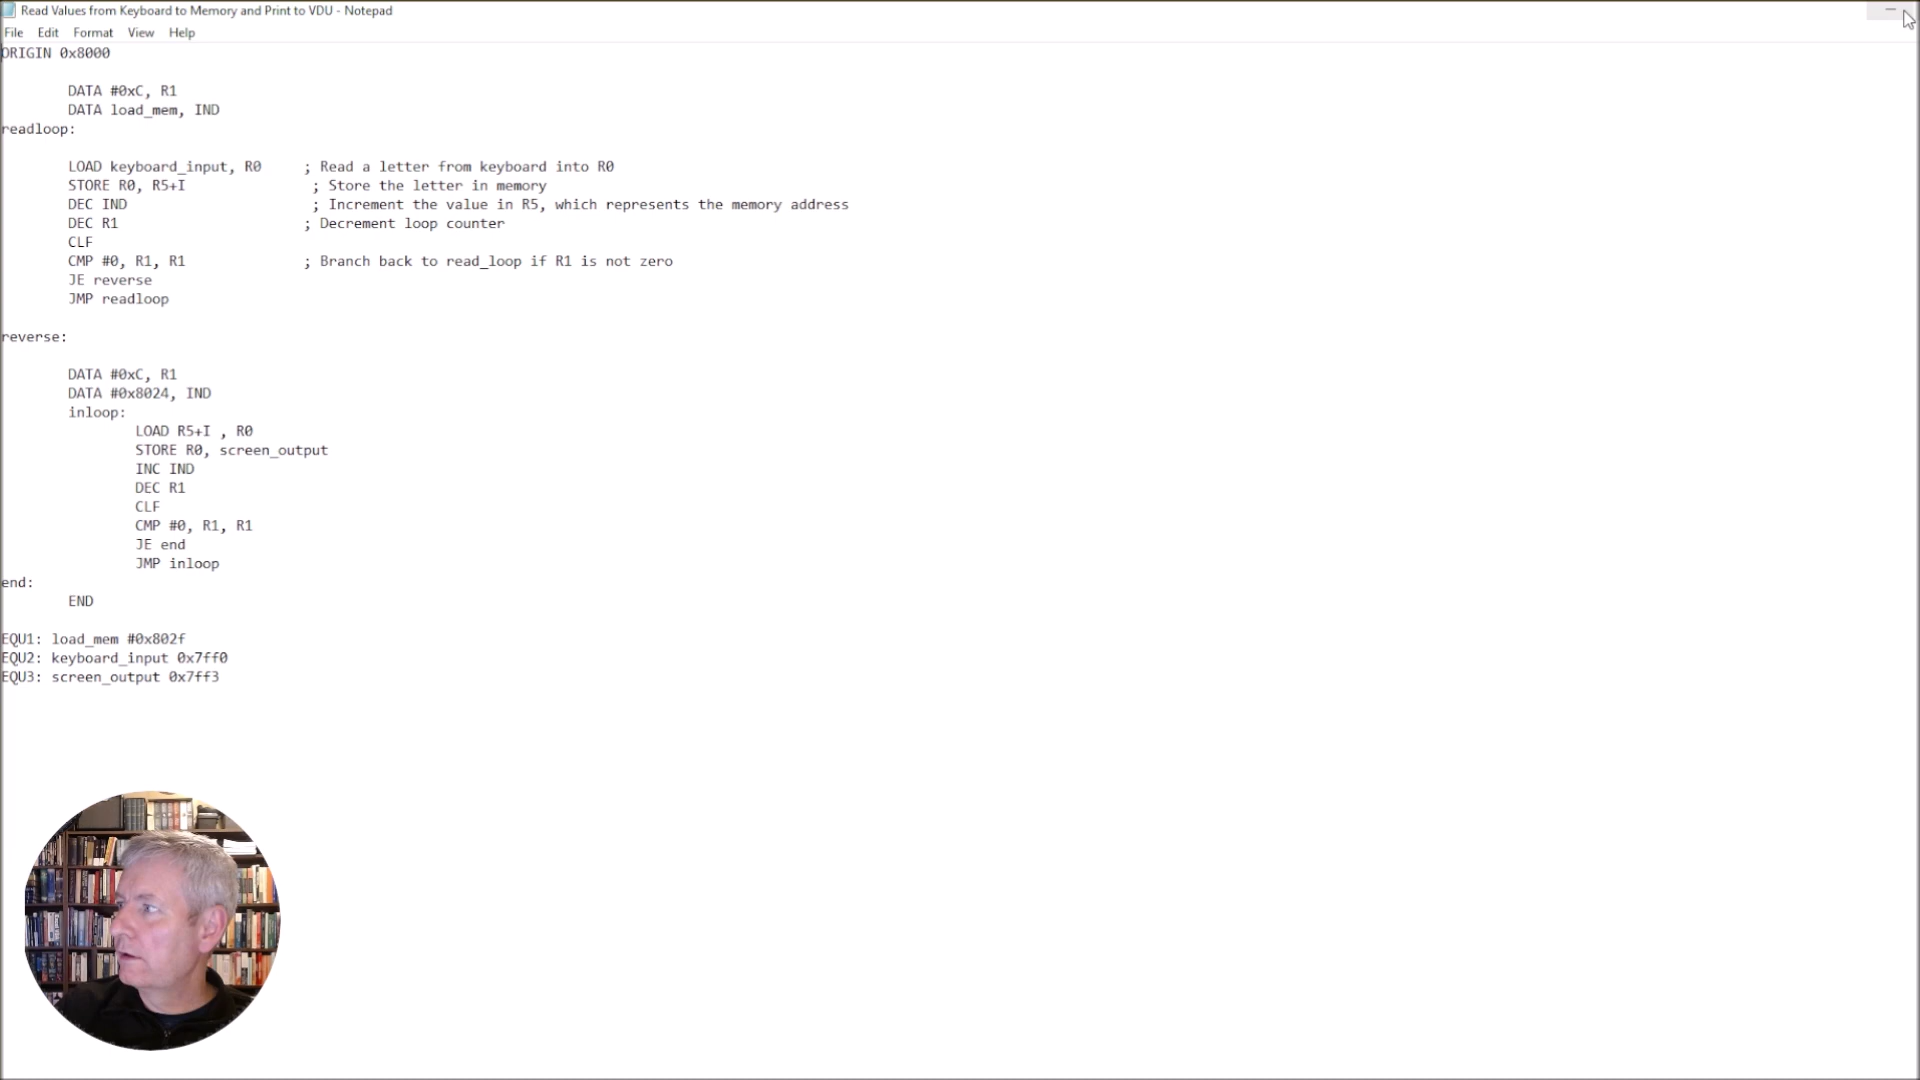 Read Values from Keyboard to Memory and Print to VDU - Notepad
File Edit Format View Help
ORIGIN 0x8000
DATA #0xC, R1
DATA load_mem, IND
readloop:
LOAD keyboard_input, R0 ; Read a letter from keyboard into R0
STORE R0, R5+I ; Store the letter in memory
DEC IND ; Increment the value in R5, which represents the memory address
DEC R1 ; Decrement loop counter
CLF
CMP #0, R1, R1 ; Branch back to read_loop if R1 is not zero
JE reverse
JMP readloop
reverse:
DATA #0xC, R1
DATA #0x8024, IND
inloop:
LOAD R5+I , R0
STORE R0, screen_output
INC IND
DEC R1
CLF
CMP #0, R1, R1
JE end
JMP inloop
end:
END
EQU1: load_mem #0x802f
EQU2: keyboard_input 0x7ff0
EQU3: screen_output 0x7ff3